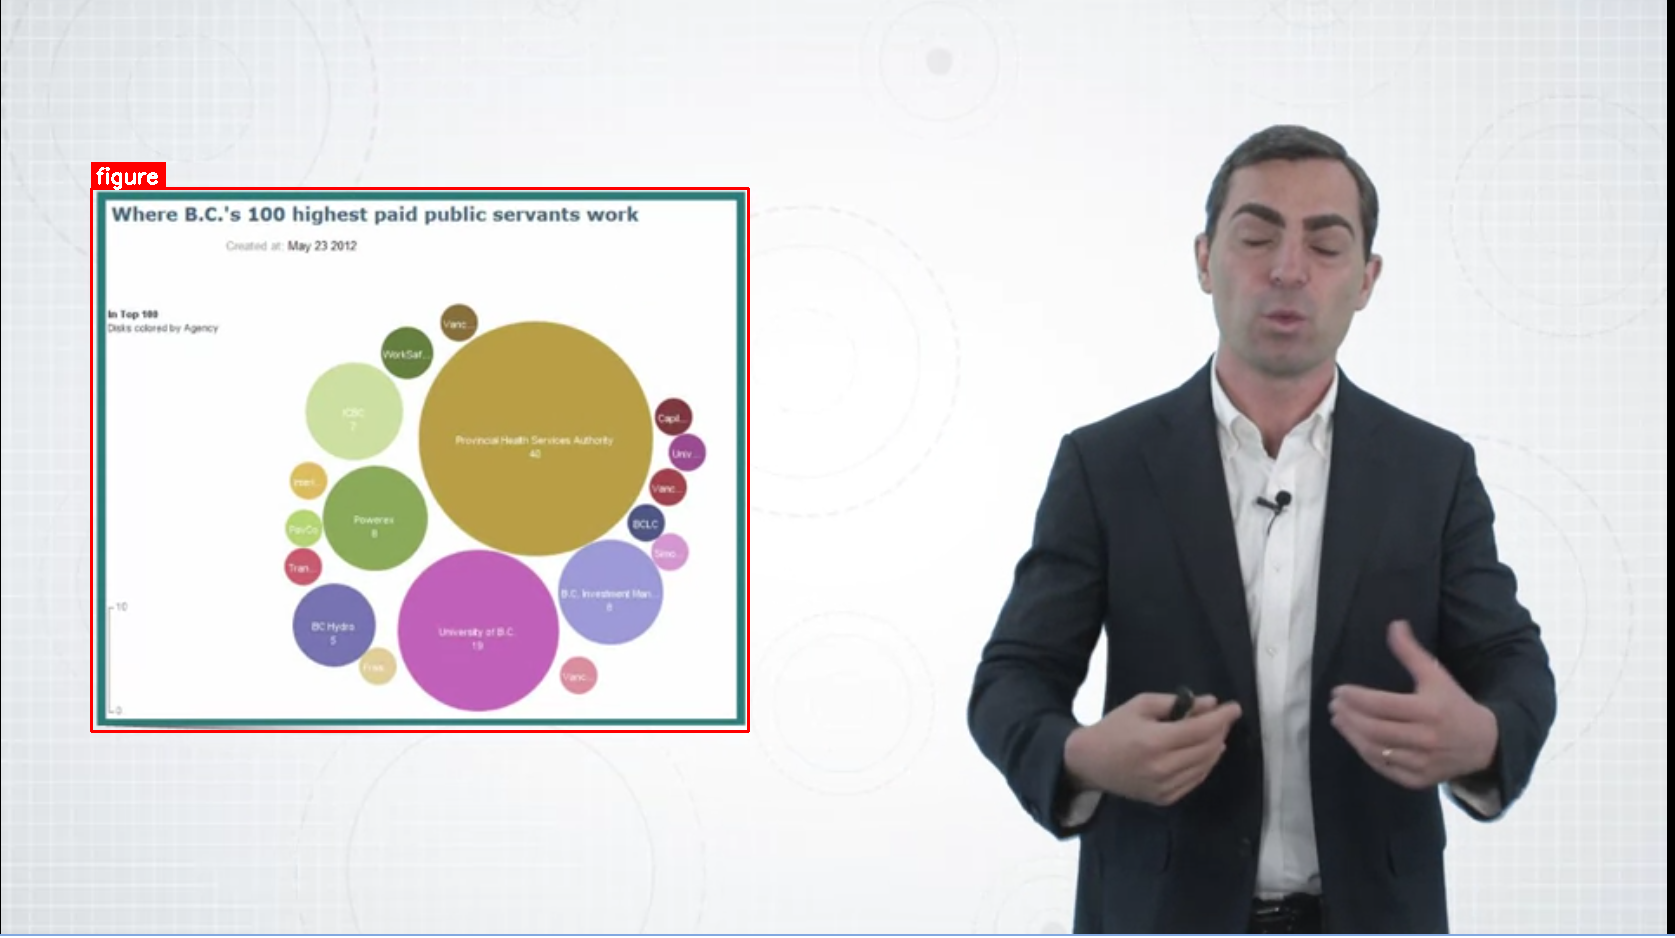 figure
Where B.C.'s 100 highest paid public servants work
Created at: May 23 2012
In Top 100
Disks colored by Agency
Vanc...
WorkSaf...
ICBC
7
Provincial Health Services Authority
40
Capil...
Univ...
Vanc...
Interi...
Powerex
8
PavCo
BCLC
Simo...
Tran...
B.C. Investment Man...
8
10
BC Hydro
5
University of B.C.
19
Fras...
Vanc...
0